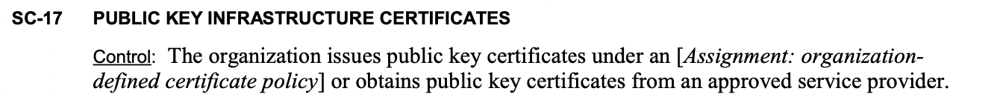 SC-17 PUBLIC KEY INFRASTRUCTURE CERTIFICATES
Control: The organization issues public key certificates under an [Assignment: organization-
defined certificate policy] or obtains public key certificates from an approved service provider.